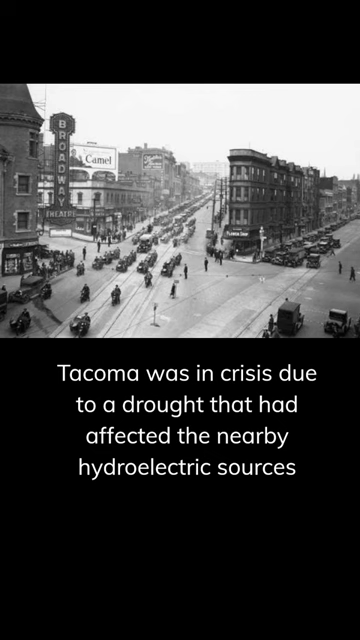 BROADWAY
THEATRE
Camel
Tacoma was in crisis due
to a drought that had
affected the nearby
hydroelectric sources